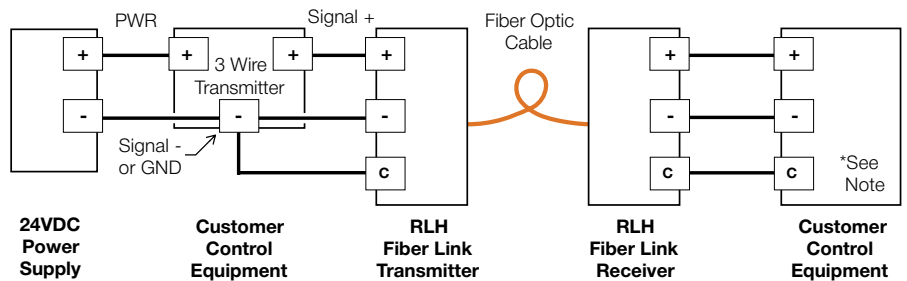 PWR
Signal +
Fiber Optic
Cable
+
+
+
+
+
+
3 Wire
Transmitter
-
-
-
-
-
Signal -
or GND
C
C
C
*See
Note
24VDC
Power
Supply
Customer
Control
Equipment
RLH
Fiber Link
Transmitter
RLH
Fiber Link
Receiver
Customer
Control
Equipment